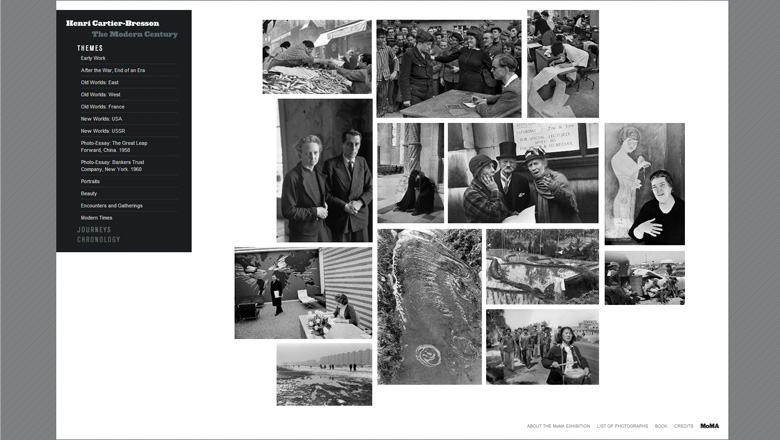 Henri Cartier-Bresson
The Modern Century
THEMES
Early Work
After the War, End of an Era
Old Worlds: East
Old Worlds: West
Old Worlds: France
New Worlds: USA
New Worlds: USSR
Photo-Essay: The Great Leap
Forward, China. 1958
Photo-Essay: Bankers Trust
Company, New York. 1960
Portraits
Beauty
Encounters and Gatherings
Modern Times
JOURNEYS
CHRONOLOGY
ABOUT THE MoMA EXHIBITION LIST OF PHOTOGRAPHS BOOK CREDITS MoMA